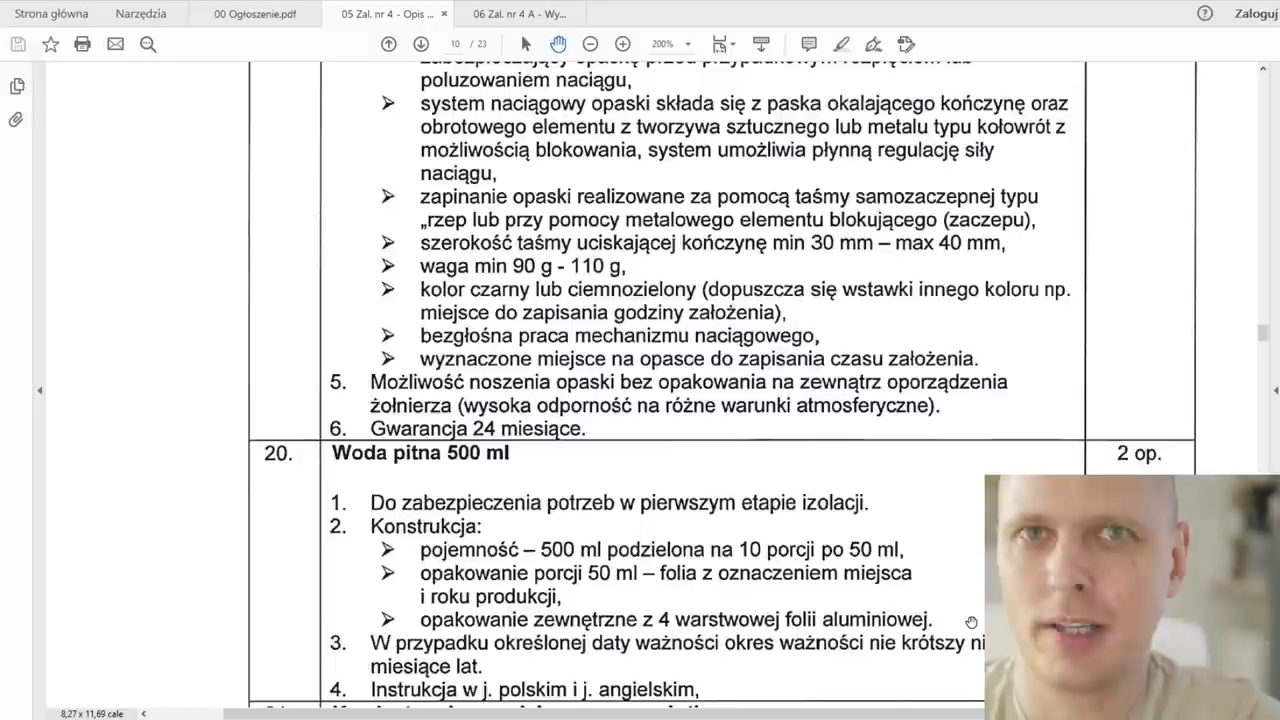 Strona główna
Narzędzia
00 Ogłoszenie.pdf
05 Zal. nr 4 - Opis ...
06 Zal. nr 4 A - Wy...
Zaloguj
10 / 23
200%
poluzowaniem naciągu,
system naciągowy opaski składa się z paska okalającego kończynę oraz
obrotowego elementu z tworzywa sztucznego lub metalu typu kołowrót z
możliwością blokowania, system umożliwia płynną regulację siły
naciągu,
zapinanie opaski realizowane za pomocą taśmy samozaczepnej typu
„rzep lub przy pomocy metalowego elementu blokującego (zaczepu),
szerokość taśmy uciskającej kończynę min 30 mm – max 40 mm,
waga min 90 g - 110 g,
kolor czarny lub ciemnozielony (dopuszcza się wstawki innego koloru np.
miejsce do zapisania godziny założenia),
bezgłośna praca mechanizmu naciągowego,
wyznaczone miejsce na opasce do zapisania czasu założenia.
5. Możliwość noszenia opaski bez opakowania na zewnątrz oporządzenia
żołnierza (wysoka odporność na różne warunki atmosferyczne).
6. Gwarancja 24 miesiące.
20. Woda pitna 500 ml 2 op.
1. Do zabezpieczenia potrzeb w pierwszym etapie izolacji.
2. Konstrukcja:
pojemność – 500 ml podzielona na 10 porcji po 50 ml,
opakowanie porcji 50 ml – folia z oznaczeniem miejsca
i roku produkcji,
opakowanie zewnętrzne z 4 warstwowej folii aluminiowej.
3. W przypadku określonej daty ważności okres ważności nie krótszy
miesiące lat.
4. Instrukcja w j. polskim i j. angielskim,
8,27 x 11,69 cale